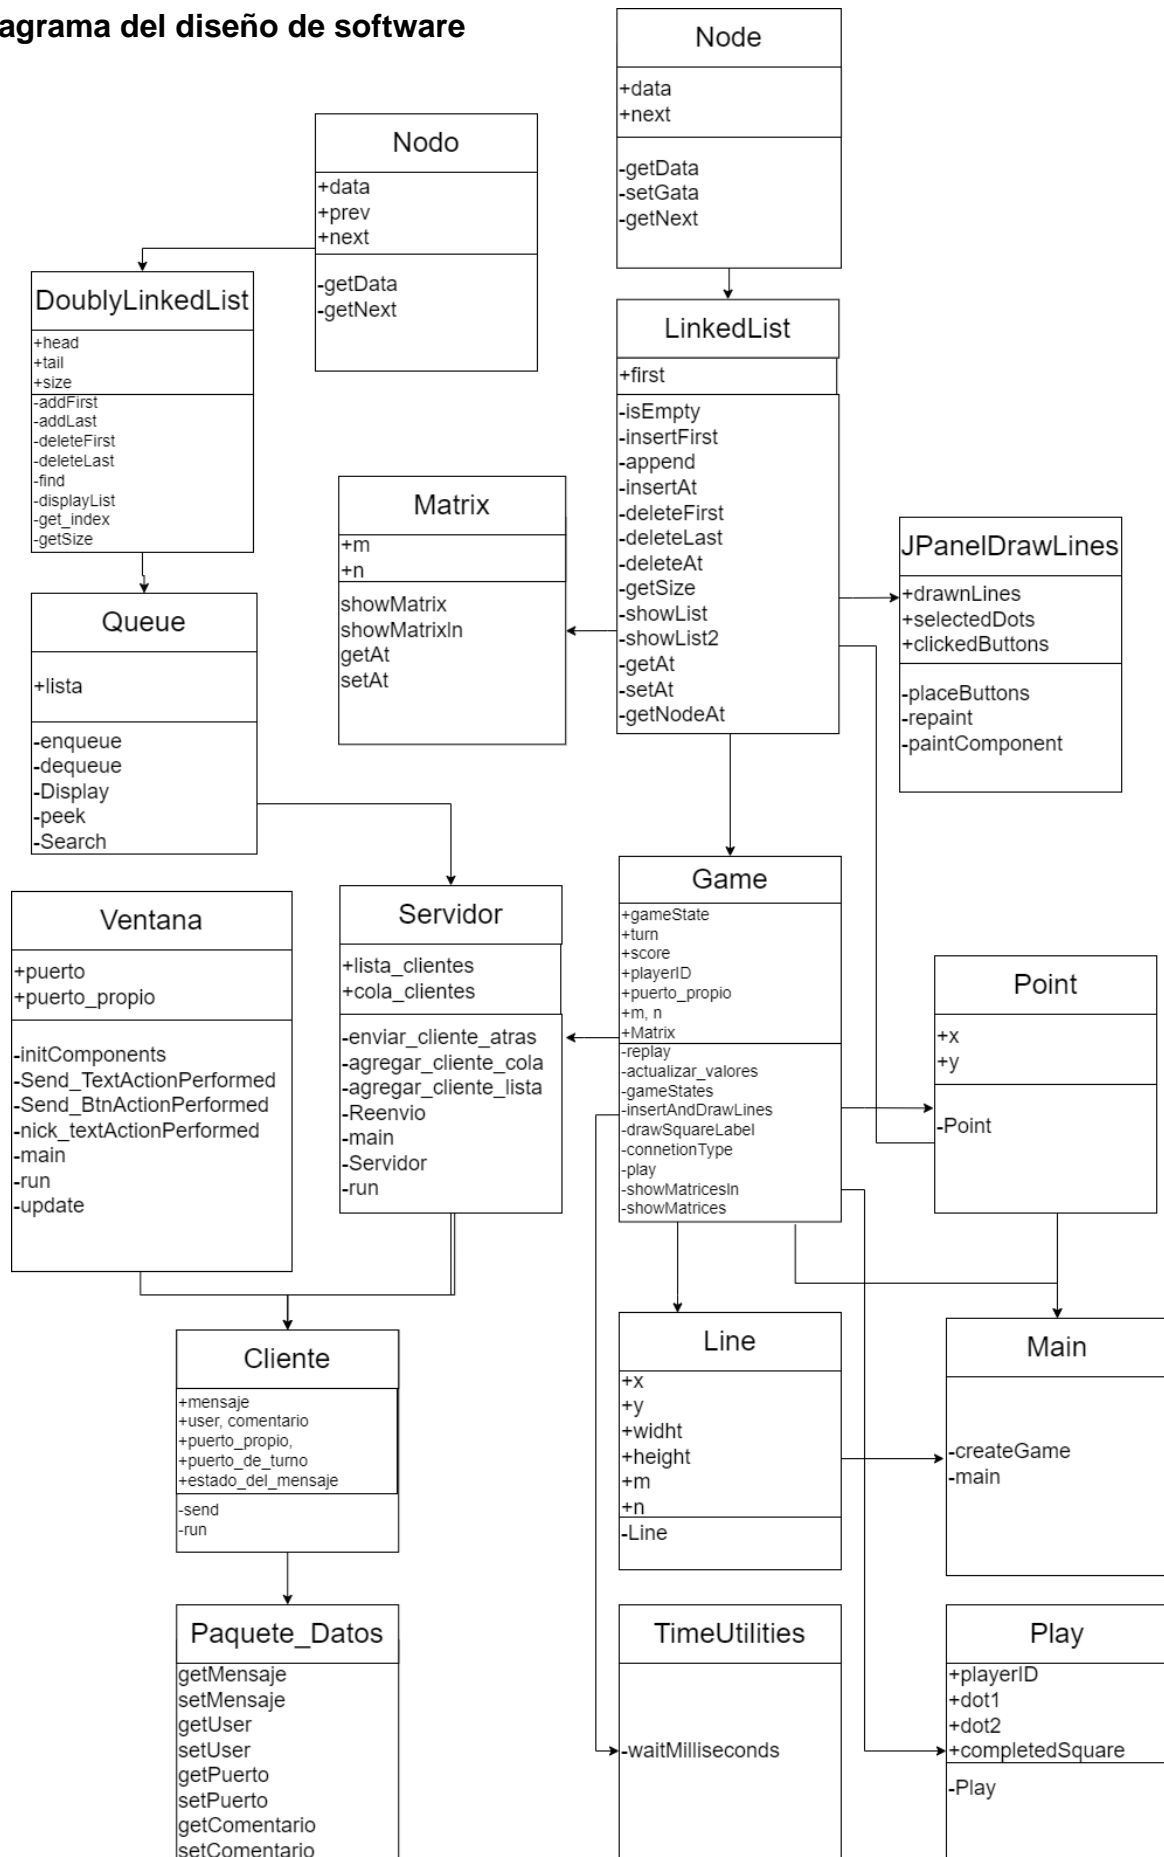 agrama del diseño de software
Node
+data
+next
-getData
-setGata
-getNext
Nodo
+data
+prev
+next
-getData
-getNext
DoublyLinkedList
+head
+tail
+size
-addFirst
-addLast
-deleteFirst
-deleteLast
-find
-displayList
-get_index
-getSize
LinkedList
+first
-isEmpty
-insertFirst
-append
-insertAt
-deleteFirst
-deleteLast
-deleteAt
-getSize
-showList
-showList2
-getAt
-setAt
-getNodeAt
Matrix
+m
+n
showMatrix
showMatrixIn
getAt
setAt
JPanelDrawLines
+drawnLines
+selectedDots
+clickedButtons
-placeButtons
-repaint
-paintComponent
Queue
+lista
-enqueue
-dequeue
-Display
-peek
-Search
Ventana
+puerto
+puerto_propio
-initComponents
-Send_TextActionPerformed
-Send_BtnActionPerformed
-nick_textActionPerformed
-main
-run
-update
Servidor
+lista_clientes
+cola_clientes
-enviar_cliente_atras
-agregar_cliente_cola
-agregar_cliente_lista
-Reenvio
-main
-Servidor
-run
Game
+gameState
+turn
+score
+playerID
+puerto_propio
+m, n
+Matrix
-replay
-actualizar_valores
-gameStates
-insertAndDrawLines
-drawSquareLabel
-connetionType
-play
-showMatricesIn
-showMatrices
Point
+x
+y
-Point
Cliente
+mensaje
+user, comentario
+puerto_propio,
+puerto_de_turno
+estado_del_mensaje
-send
-run
Line
+x
+y
+widht
+height
+m
+n
-Line
Main
-createGame
-main
Paquete_Datos
getMensaje
setMensaje
getUser
setUser
getPuerto
setPuerto
getComentario
setComentario
TimeUtilities
-waitMilliseconds
Play
+playerID
+dot1
+dot2
+completedSquare
-Play